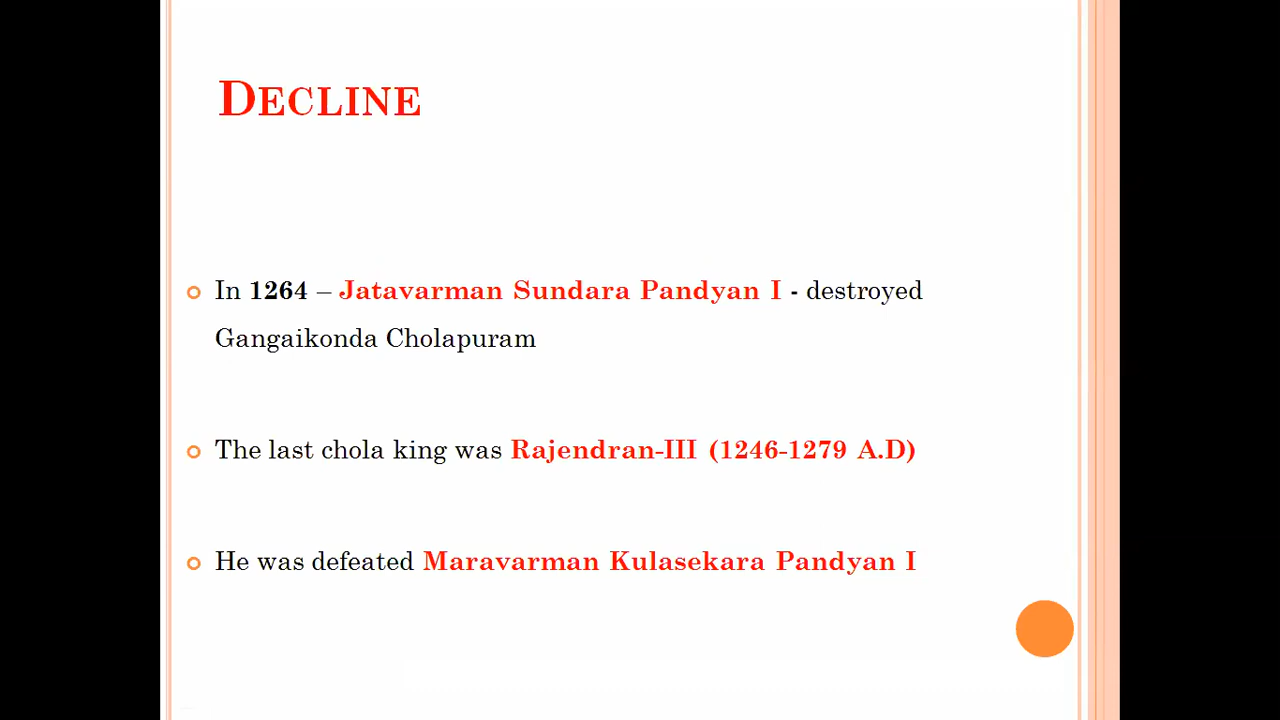 DECLINE
In 1264 – Jatavarman Sundara Pandyan I - destroyed
Gangaikonda Cholapuram
The last chola king was Rajendran-III (1246-1279 A.D)
He was defeated Maravarman Kulasekara Pandyan I